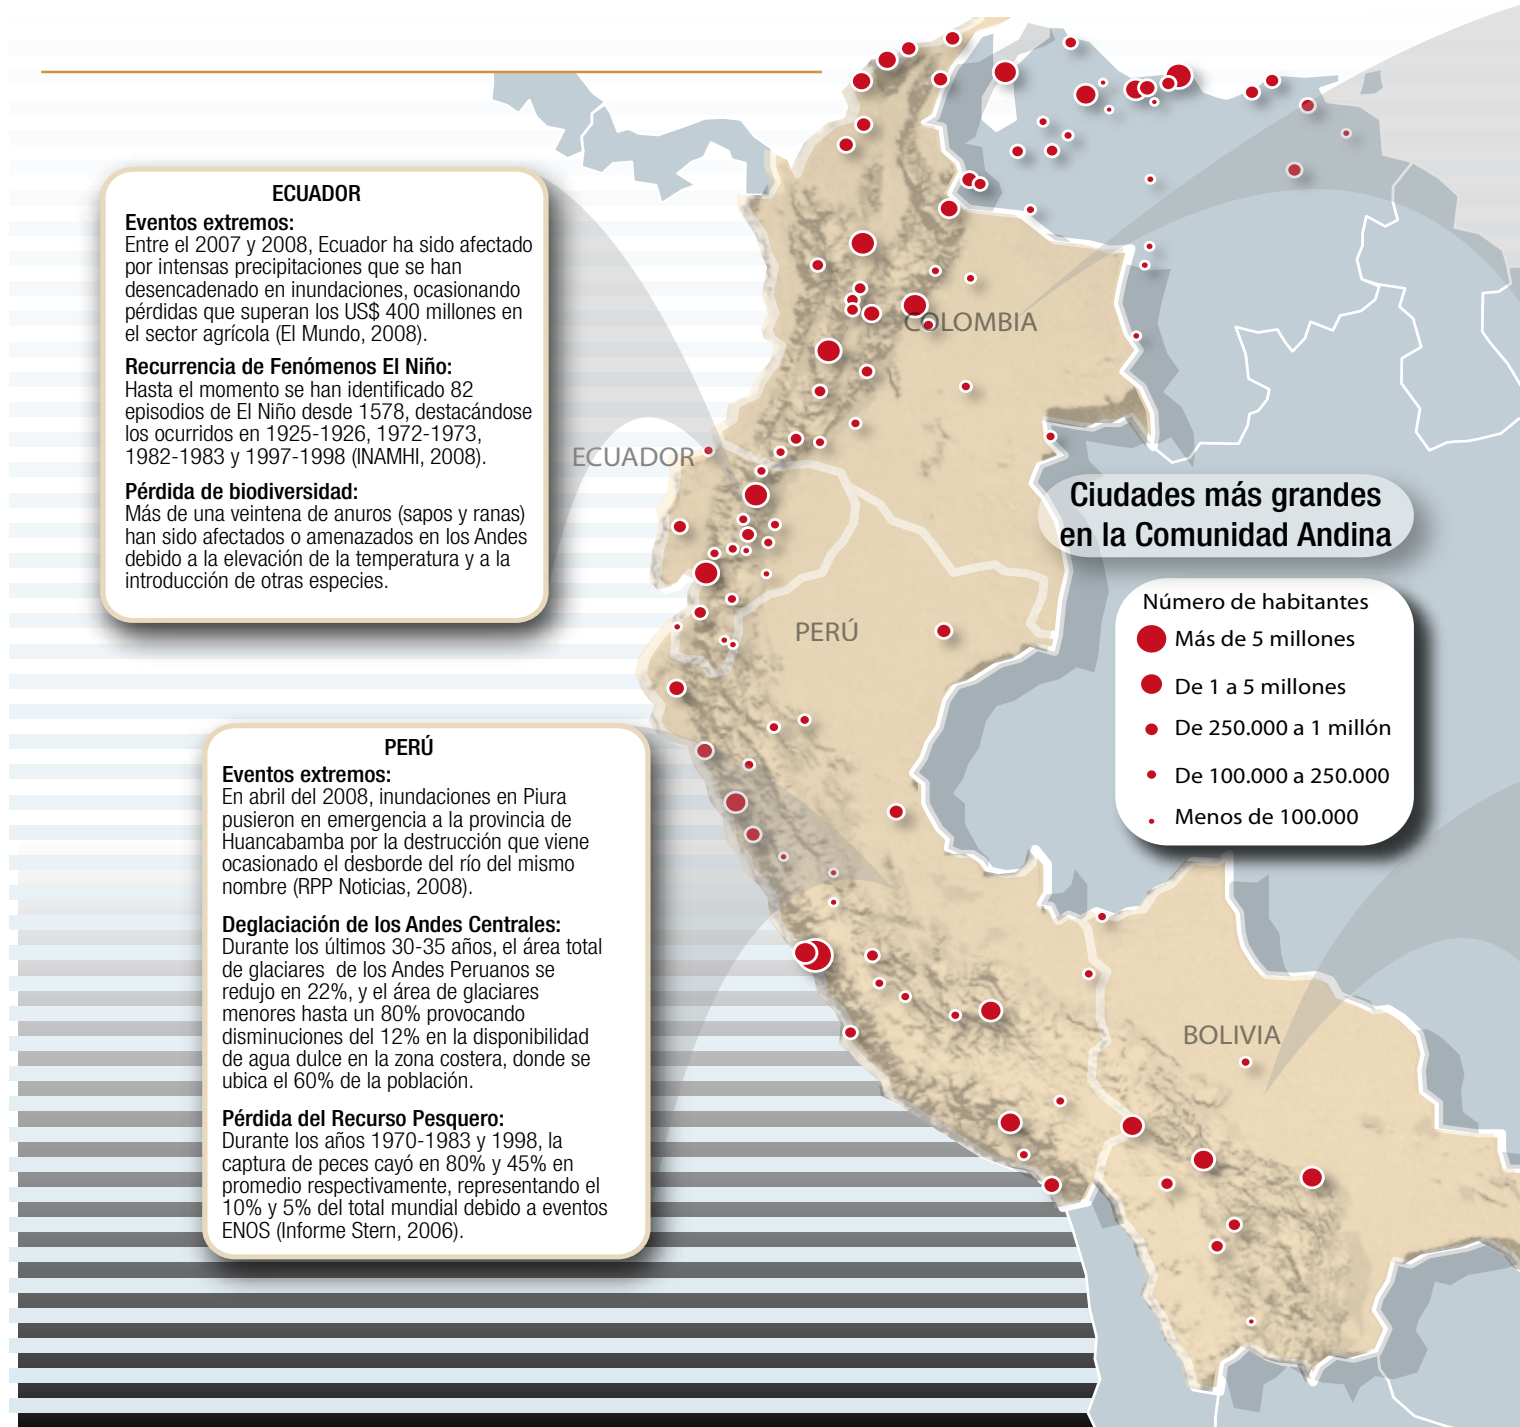 ECUADOR
Eventos extremos:
Entre el 2007 y 2008, Ecuador ha sido afectado
por intensas precipitaciones que se han
desencadenado en inundaciones, ocasionando
pérdidas que superan los US$ 400 millones en
el sector agrícola (El Mundo, 2008).
Recurrencia de Fenómenos El Niño:
Hasta el momento se han identificado 82
episodios de El Niño desde 1578, destacándose
los ocurridos en 1925-1926, 1972-1973,
1982-1983 y 1997-1998 (INAMHI, 2008).
Pérdida de biodiversidad:
Más de una veintena de anuros (sapos y ranas)
han sido afectados o amenazados en los Andes
debido a la elevación de la temperatura y a la
introducción de otras especies.
PERÚ
Eventos extremos:
En abril del 2008, inundaciones en Piura
pusieron en emergencia a la provincia de
Huancabamba por la destrucción que viene
ocasionado el desborde del río del mismo
nombre (RPP Noticias, 2008).
Deglaciación de los Andes Centrales:
Durante los últimos 30-35 años, el área total
de glaciares de los Andes Peruanos se
redujo en 22%, y el área de glaciares
menores hasta un 80% provocando
disminuciones del 12% en la disponibilidad
de agua dulce en la zona costera, donde se
ubica el 60% de la población.
Pérdida del Recurso Pesquero:
Durante los años 1970-1983 y 1998, la
captura de peces cayó en 80% y 45% en
promedio respectivamente, representando el
10% y 5% del total mundial debido a eventos
ENOS (Informe Stern, 2006).
COLOMBIA
ECUADOR
PERÚ
BOLIVIA
Ciudades más grandes
en la Comunidad Andina
Número de habitantes
Más de 5 millones
De 1 a 5 millones
De 250.000 a 1 millón
De 100.000 a 250.000
Menos de 100.000